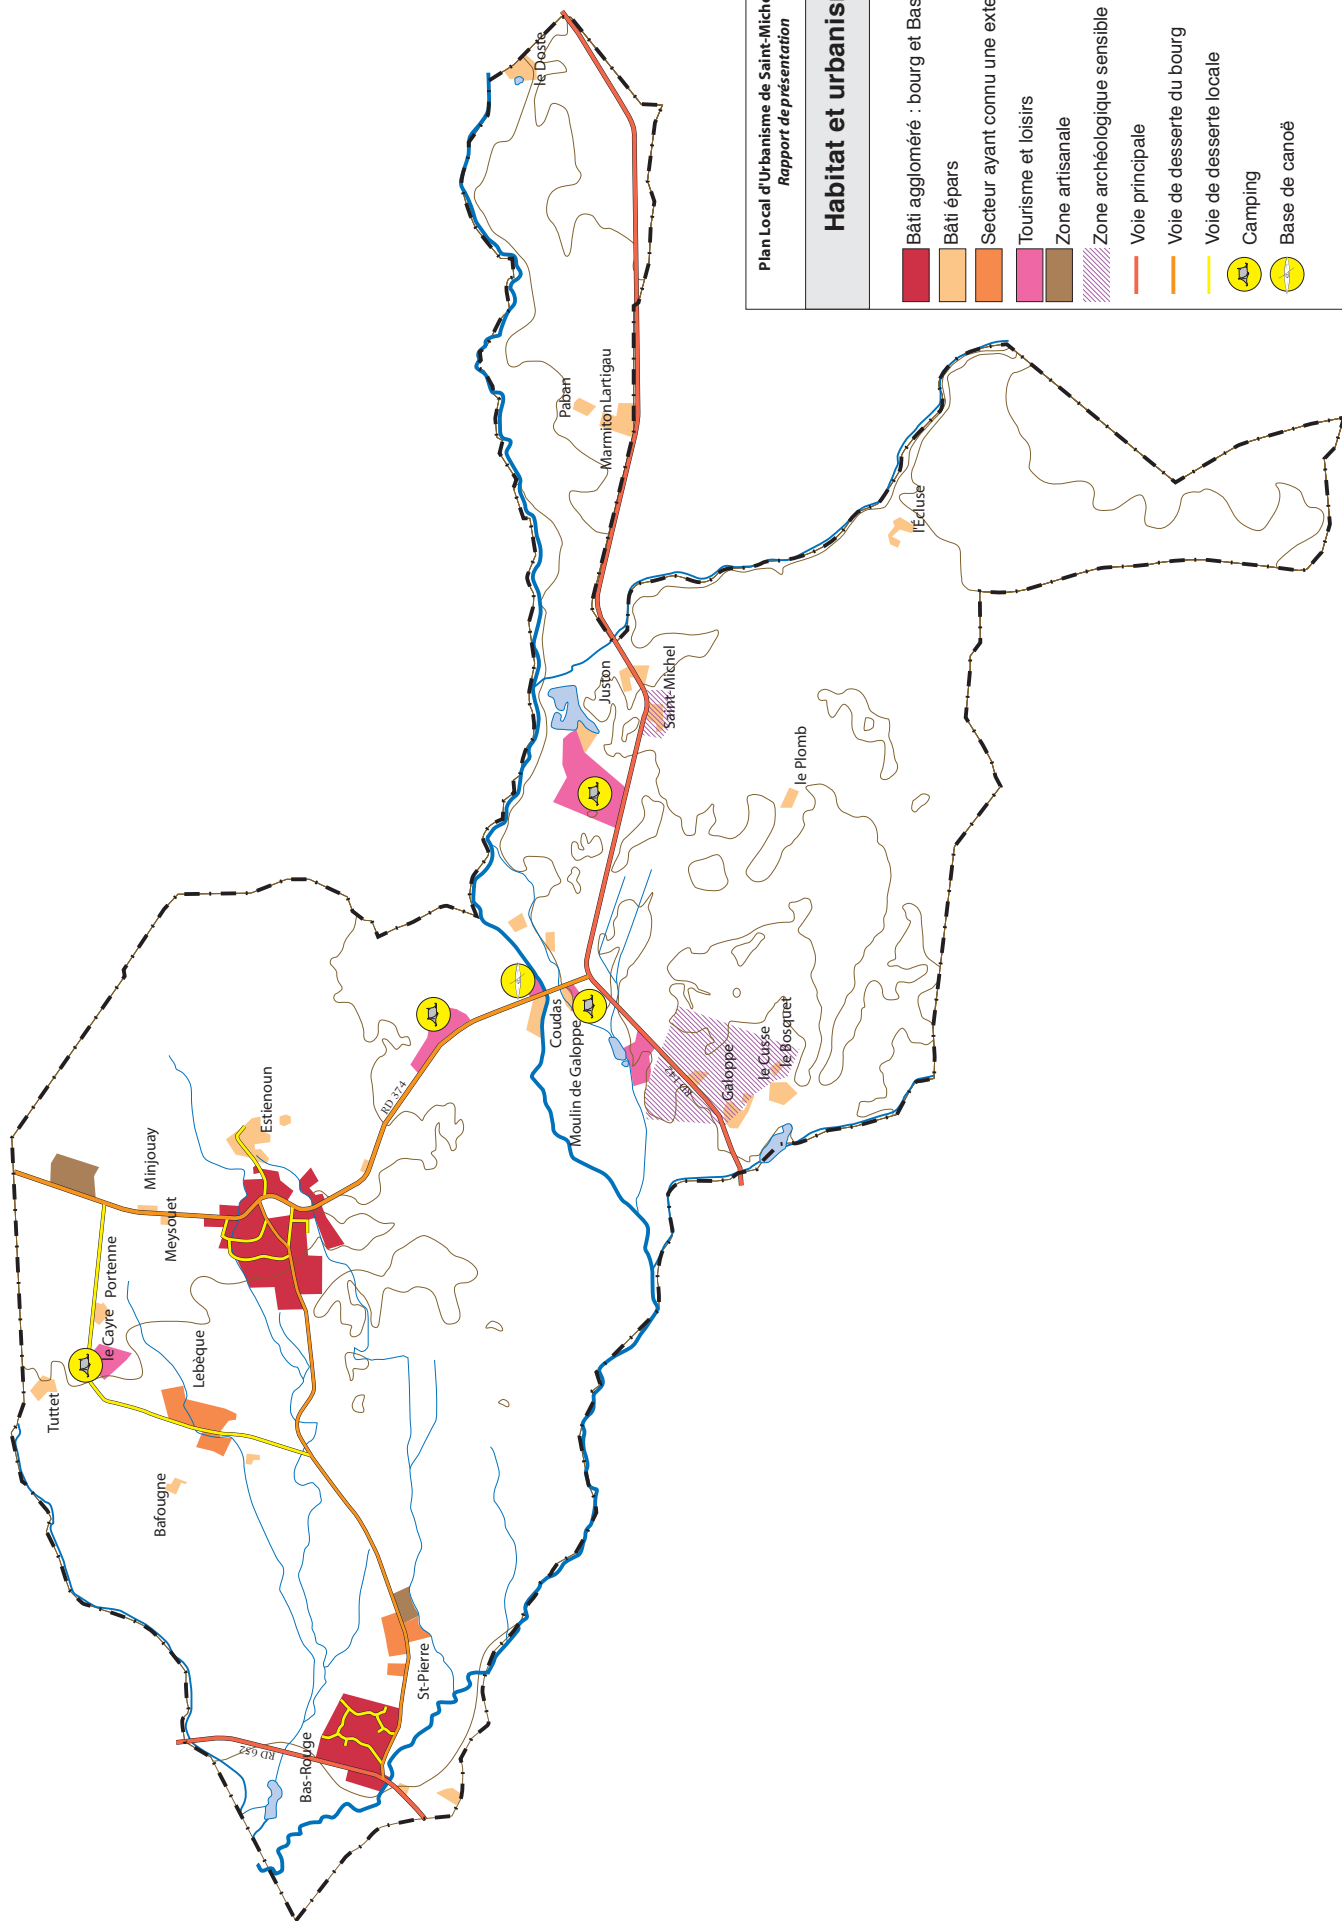 Plan Local d'Urbanisme de Saint-Miche
Rapport de présentation
Habitat et urbanis
Bâti aggloméré : bourg et Bas
Bâti épars
Secteur ayant connu une exte
Tourisme et loisirs
Zone artisanale
Zone archéologique sensible
Voie principale
Voie de desserte du bourg
Voie de desserte locale
Camping
Base de canoë
le Doste
Paban
Marmiton
Lartigau
l'Écluse
Juston
Saint-Michel
le Plomb
Coudas
Moulin de Galoppe
Galoppe
le Cusse
le Bosquet
RD 142
RD 374
Estienoun
Minjouay
Meysouet
Portenne
le Cayre
Lebèque
Tuttet
Bafougne
St-Pierre
Bas-Rouge
RD 652